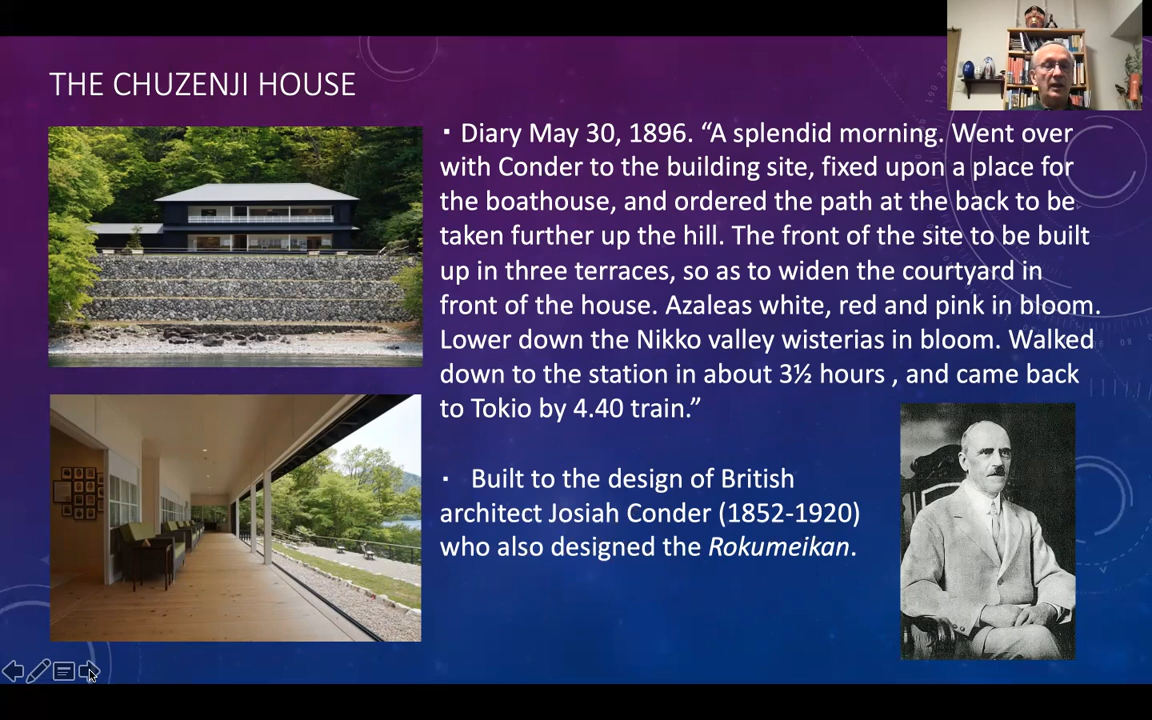 THE CHUZENJI HOUSE
▪ Diary May 30, 1896. “A splendid morning. Went over
with Conder to the building site, fixed upon a place for
the boathouse, and ordered the path at the back to be
taken further up the hill. The front of the site to be built
up in three terraces, so as to widen the courtyard in
front of the house. Azaleas white, red and pink in bloom.
Lower down the Nikko valley wisterias in bloom. Walked
down to the station in about 3½ hours , and came back
to Tokio by 4.40 train.”
▪ Built to the design of British
architect Josiah Conder (1852-1920)
who also designed the Rokumeikan.